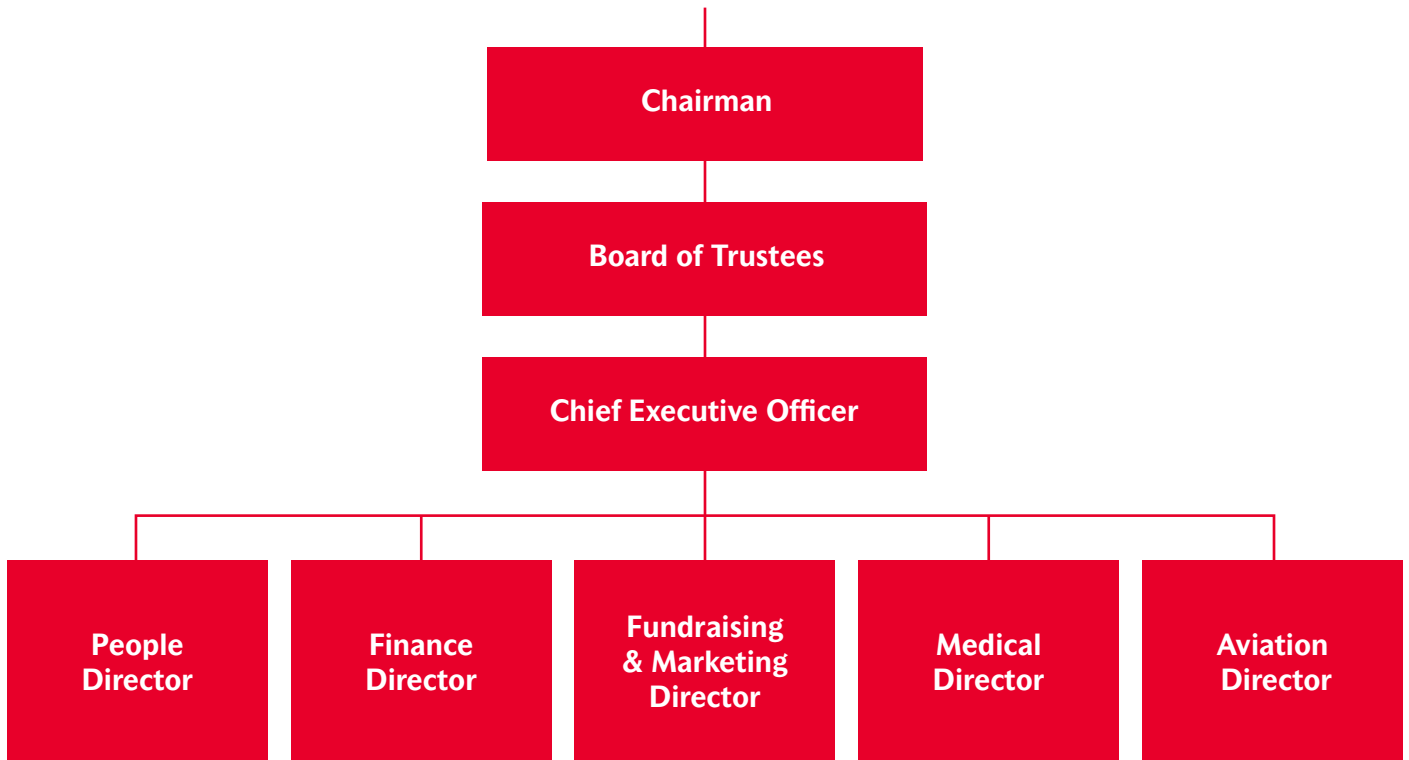 Chairman
Board of Trustees
Chief Executive Officer
People
Director
Finance
Director
Fundraising
& Marketing
Director
Medical
Director
Aviation
Director